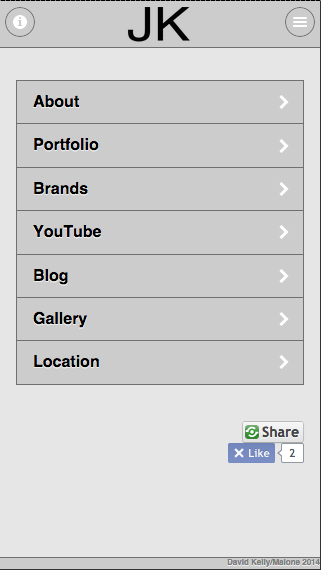 JK
About
Portfolio
Brands
YouTube
Blog
Gallery
Location
Share
Like 2
David Kelly/Malone 2014